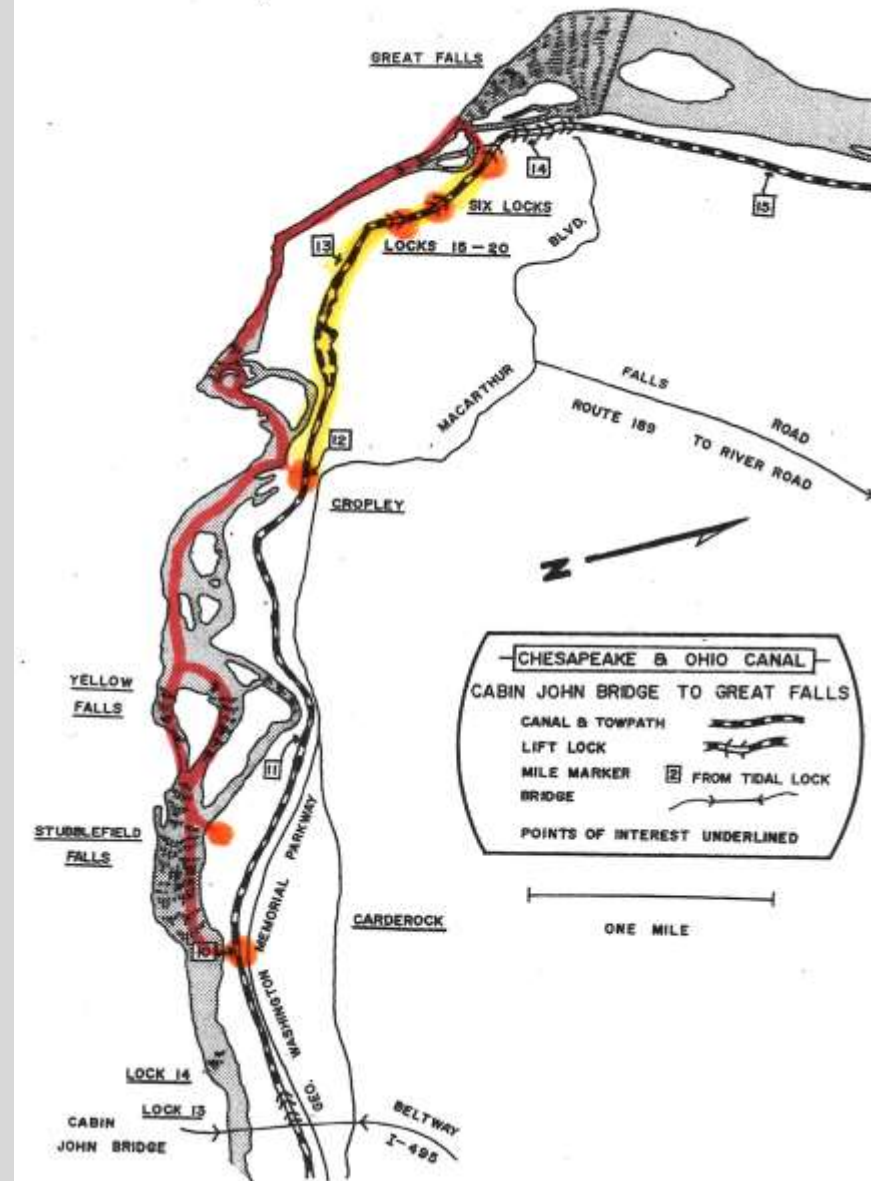 GREAT FALLS
14
15
SIX LOCKS
BLVD.
13
LOCKS 15-20
MACARTHUR
FALLS
ROAD
ROUTE 189
TO RIVER ROAD
12
CROPLEY
N
CHESAPEAKE & OHIO CANAL
CABIN JOHN BRIDGE TO GREAT FALLS
CANAL & TOWPATH
LIFT LOCK
MILE MARKER 2 FROM TIDAL LOCK
BRIDGE
POINTS OF INTEREST UNDERLINED
ONE MILE
YELLOW
FALLS
11
STUBBLEFIELD
FALLS
GEO. WASHINGTON MEMORIAL PARKWAY
CARDEROCK
10
LOCK 14
LOCK 13
CABIN
JOHN BRIDGE
BELTWAY
I-495